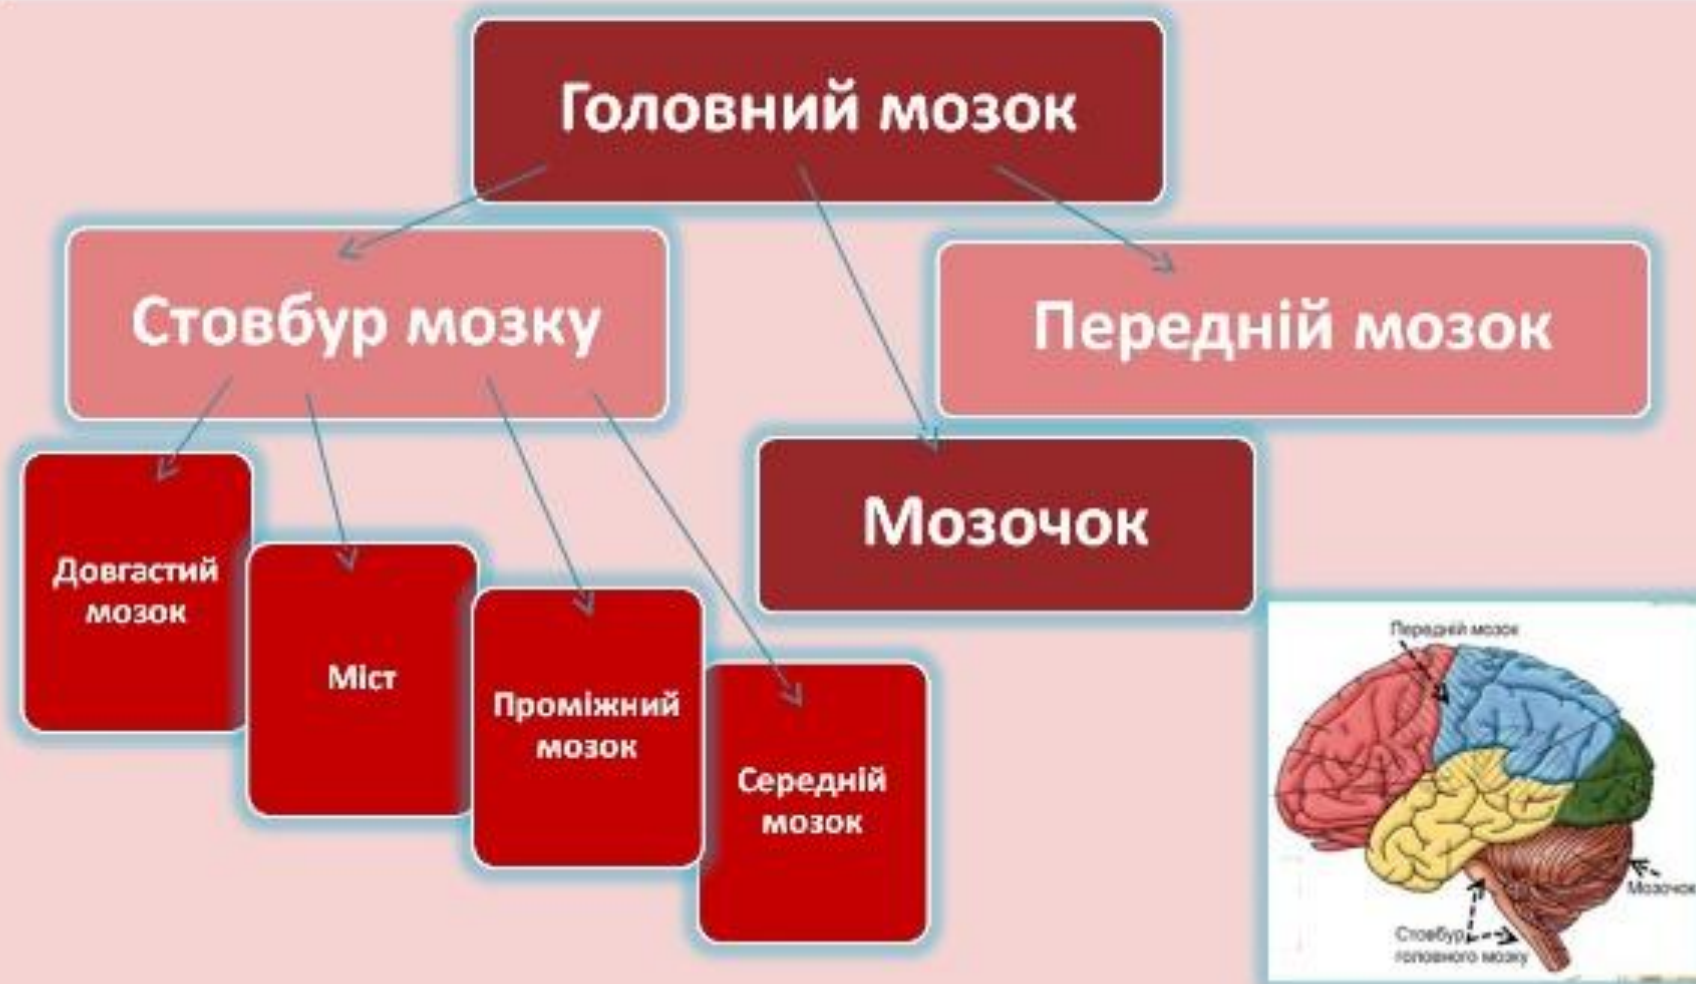 Головний мозок
Стовбур мозку
Передній мозок
Мозочок
Довгастий
мозок
Міст
Проміжний
мозок
Середній
мозок
Передній мозок
Мозочок
Стовбур
головного мозку